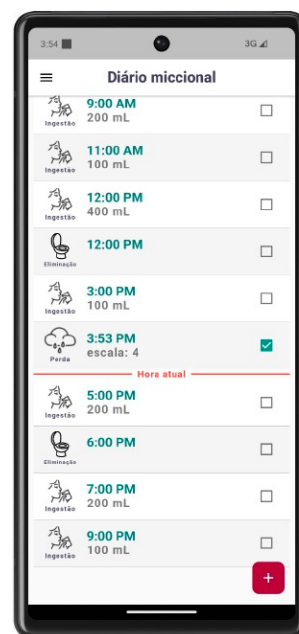 3:54
3G
Diário miccional
9:00 AM
200 mL
Ingestão
11:00 AM
100 mL
Ingestão
12:00 PM
400 mL
Ingestão
12:00 PM
Eliminação
3:00 PM
100 mL
Ingestão
3:53 PM
escala: 4
Perda
Hora atual
5:00 PM
200 mL
Ingestão
6:00 PM
Eliminação
7:00 PM
200 mL
Ingestão
9:00 PM
100 mL
Ingestão
+